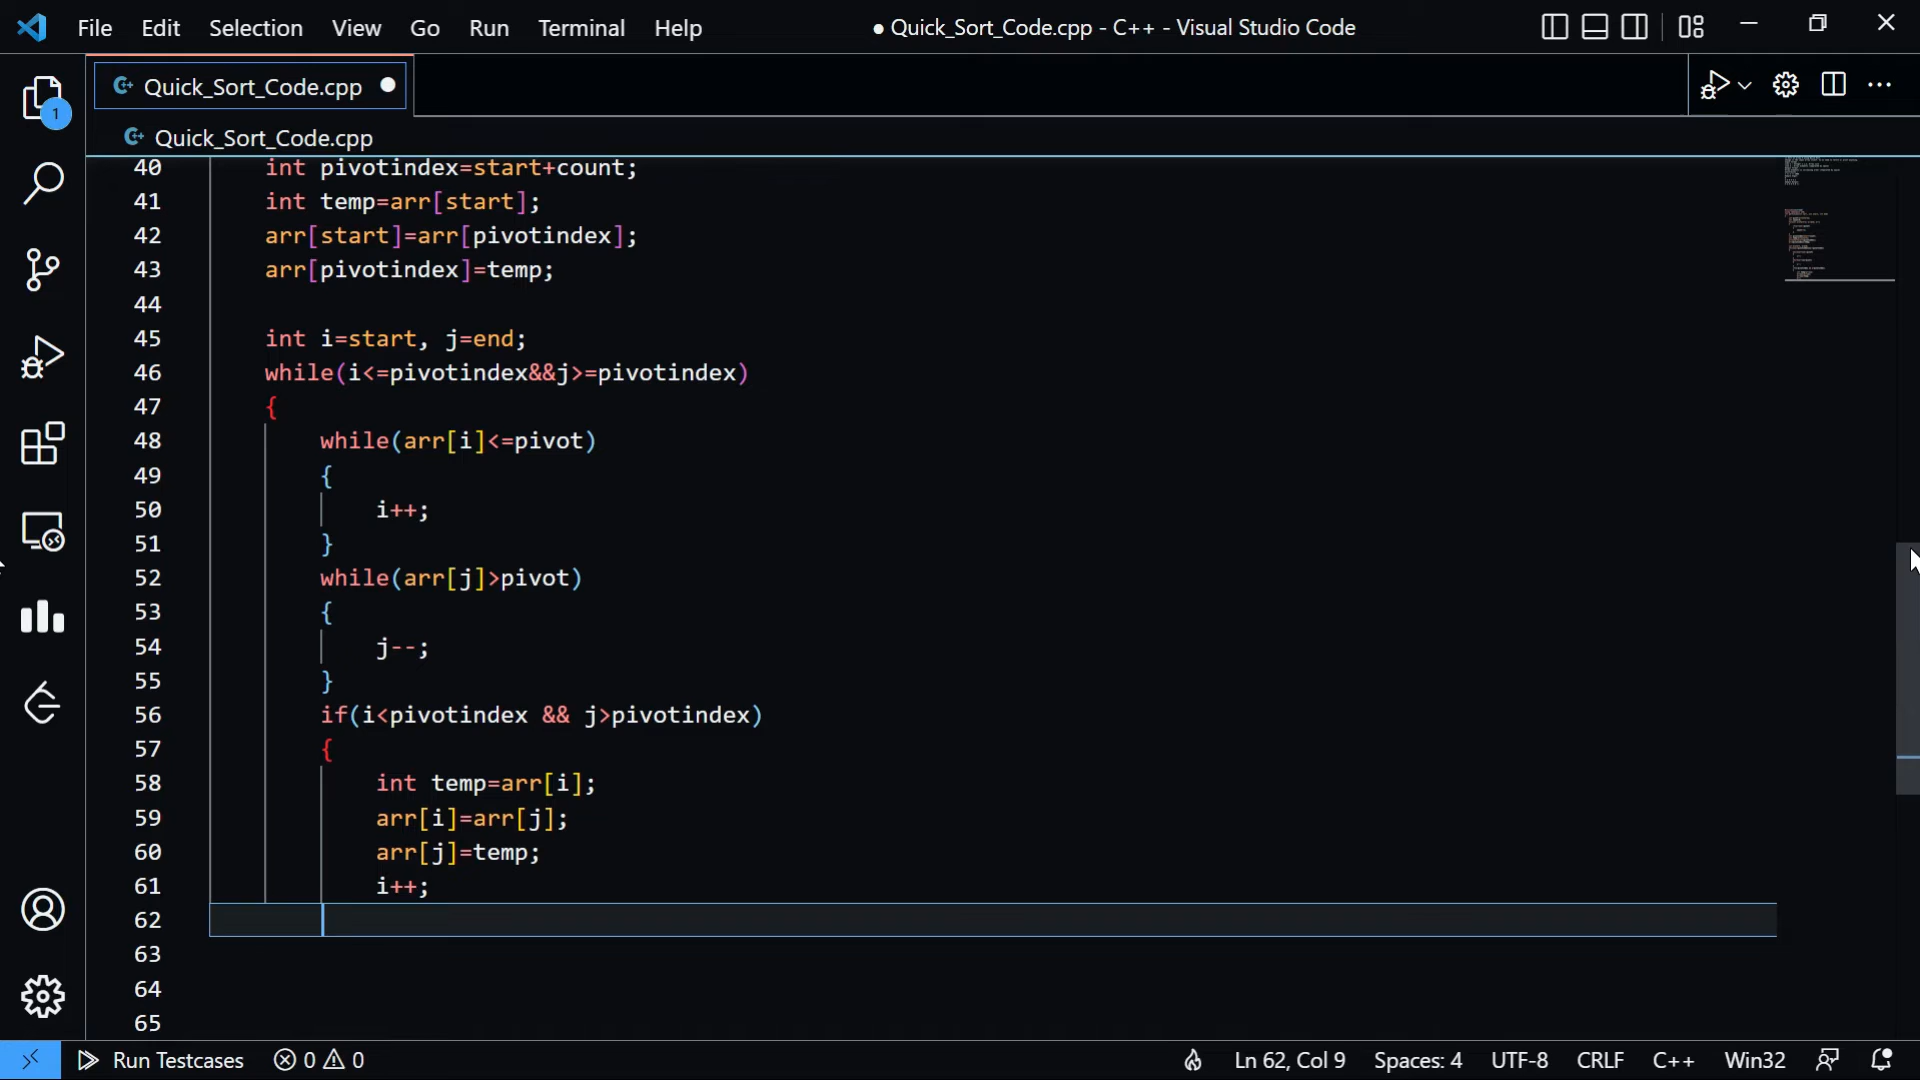 File Edit Selection View Go Run Terminal Help ● Quick_Sort_Code.cpp - C++ - Visual Studio Code
Quick_Sort_Code.cpp ●
Quick_Sort_Code.cpp
1
40 int pivotindex=start+count;
41 int temp=arr[start];
42 arr[start]=arr[pivotindex];
43 arr[pivotindex]=temp;
44
45 int i=start, j=end;
46 while(i<=pivotindex&&j>=pivotindex)
47 {
48 while(arr[i]<=pivot)
49 {
50 i++;
51 }
52 while(arr[j]>pivot)
53 {
54 j--;
55 }
56 if(i<pivotindex && j>pivotindex)
57 {
58 int temp=arr[i];
59 arr[i]=arr[j];
60 arr[j]=temp;
61 i++;
62
63
64
65
Run Testcases 0 0 Ln 62, Col 9 Spaces: 4 UTF-8 CRLF C++ Win32